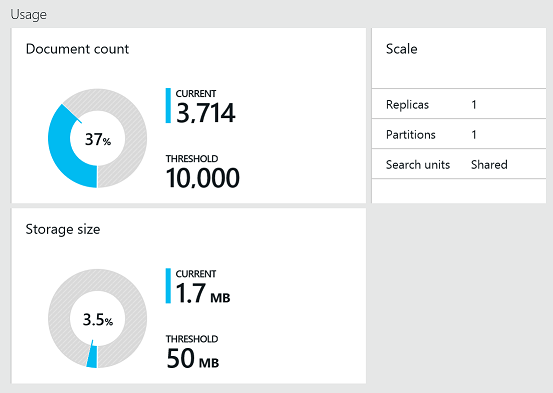 Usage
Document count
37%
CURRENT
3,714
THRESHOLD
10,000
Scale
Replicas 1
Partitions 1
Search units Shared
Storage size
3.5%
CURRENT
1.7 MB
THRESHOLD
50 MB